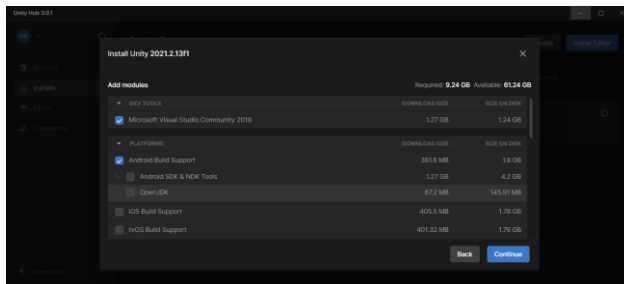 Unity Hub 3.0.1
Install Editor
Install Unity 2021.2.13f1
Projects
Installs
Learn
Community
Add modules
Required: 9.24 GB Available: 61.24 GB
DEV TOOLS DOWNLOAD SIZE SIZE ON DISK
Microsoft Visual Studio Community 2019 1.27 GB 1.24 GB
PLATFORMS DOWNLOAD SIZE SIZE ON DISK
Android Build Support 361.6 MB 1.8 GB
Android SDK & NDK Tools 1.27 GB 4.2 GB
OpenJDK 67.2 MB 145.91 MB
iOS Build Support 405.5 MB 1.78 GB
tvOS Build Support 401.32 MB 1.76 GB
Back Continue